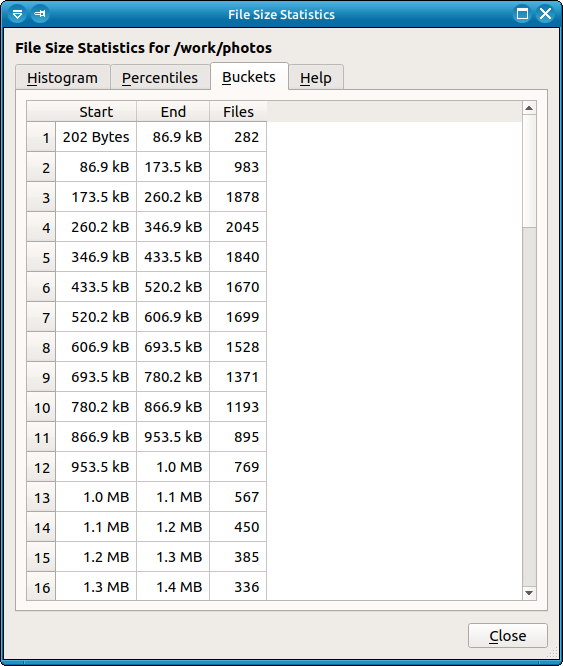 File Size Statistics
File Size Statistics for /work/photos
Histogram Percentiles Buckets Help
Start End Files
1 202 Bytes 86.9 kB 282
2 86.9 kB 173.5 kB 983
3 173.5 kB 260.2 kB 1878
4 260.2 kB 346.9 kB 2045
5 346.9 kB 433.5 kB 1840
6 433.5 kB 520.2 kB 1670
7 520.2 kB 606.9 kB 1699
8 606.9 kB 693.5 kB 1528
9 693.5 kB 780.2 kB 1371
10 780.2 kB 866.9 kB 1193
11 866.9 kB 953.5 kB 895
12 953.5 kB 1.0 MB 769
13 1.0 MB 1.1 MB 567
14 1.1 MB 1.2 MB 450
15 1.2 MB 1.3 MB 385
16 1.3 MB 1.4 MB 336
Close